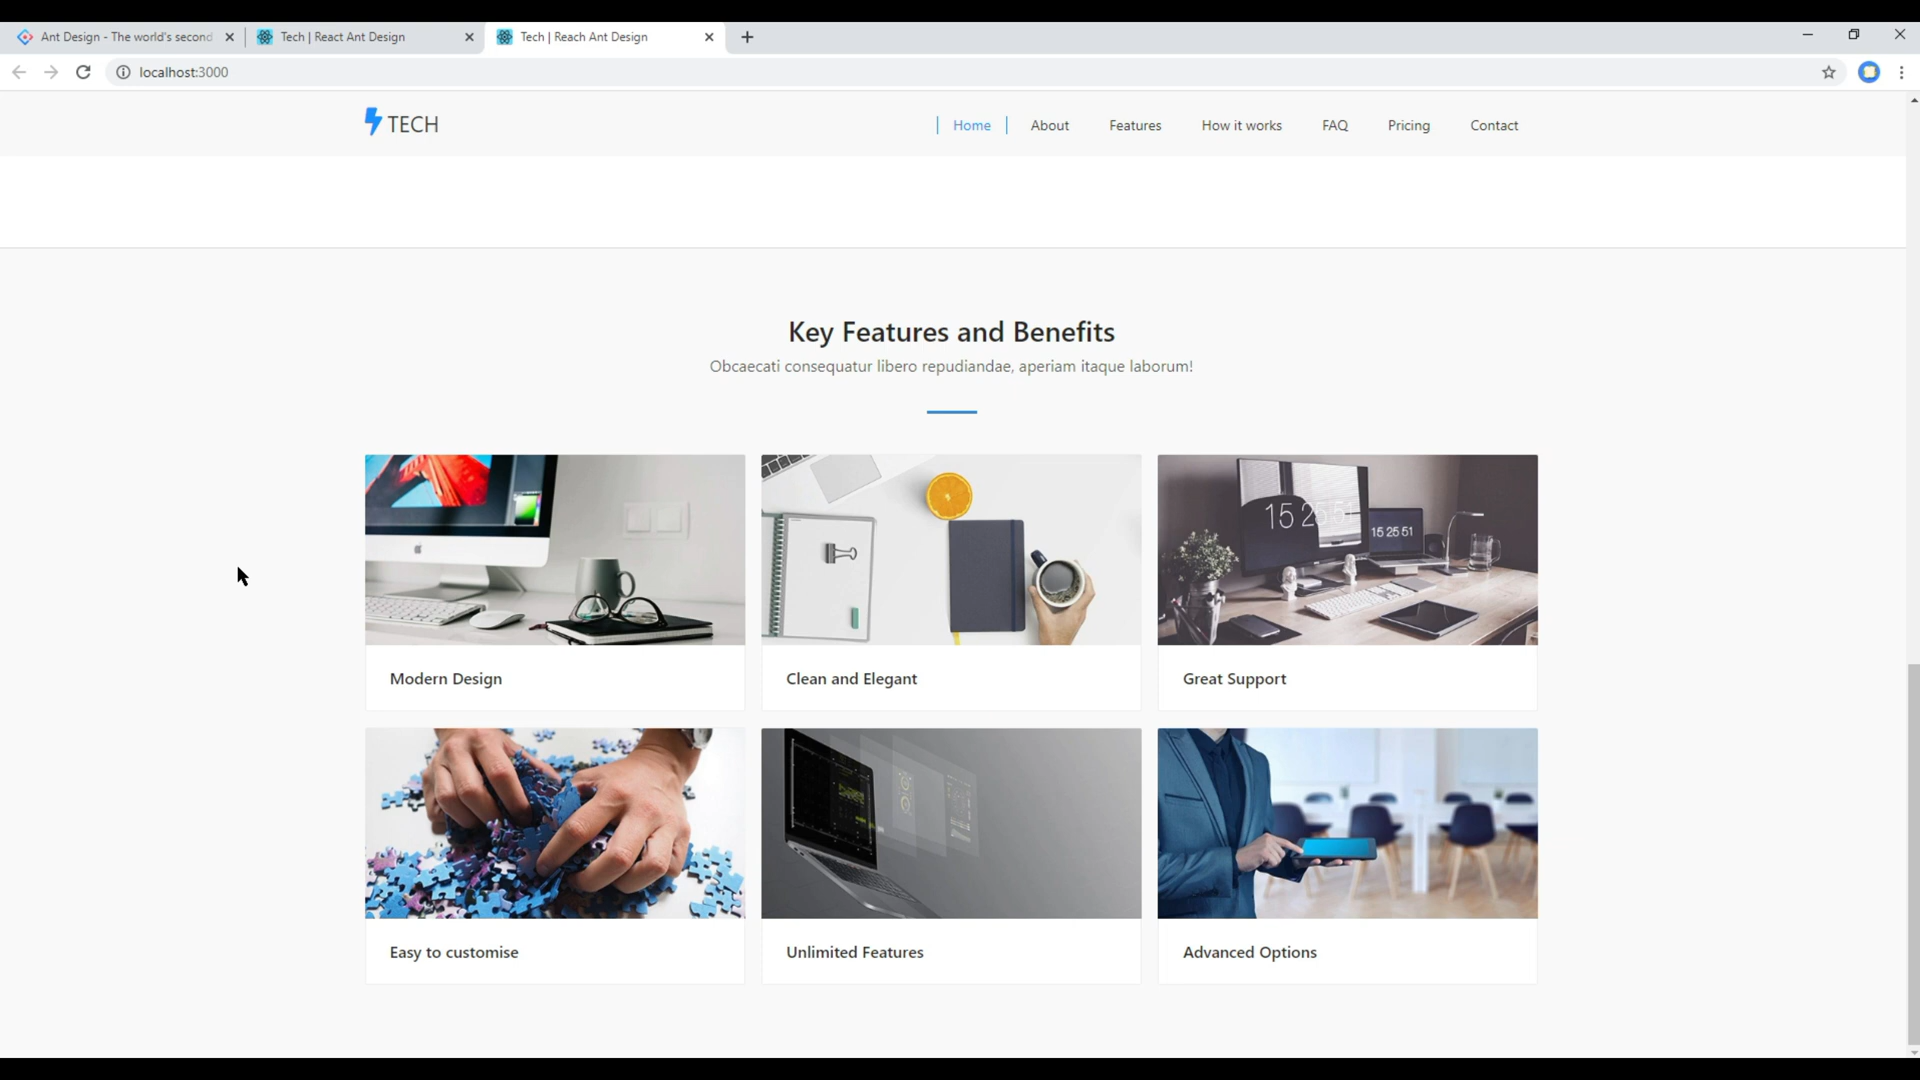 Ant Design - The world's second
Tech | React Ant Design
Tech | Reach Ant Design
localhost:3000
TECH
Home
About
Features
How it works
FAQ
Pricing
Contact
Key Features and Benefits
Obcaecati consequatur libero repudiandae, aperiam itaque laborum!
15 25 51
15 25 51
Modern Design
Clean and Elegant
Great Support
Easy to customise
Unlimited Features
Advanced Options